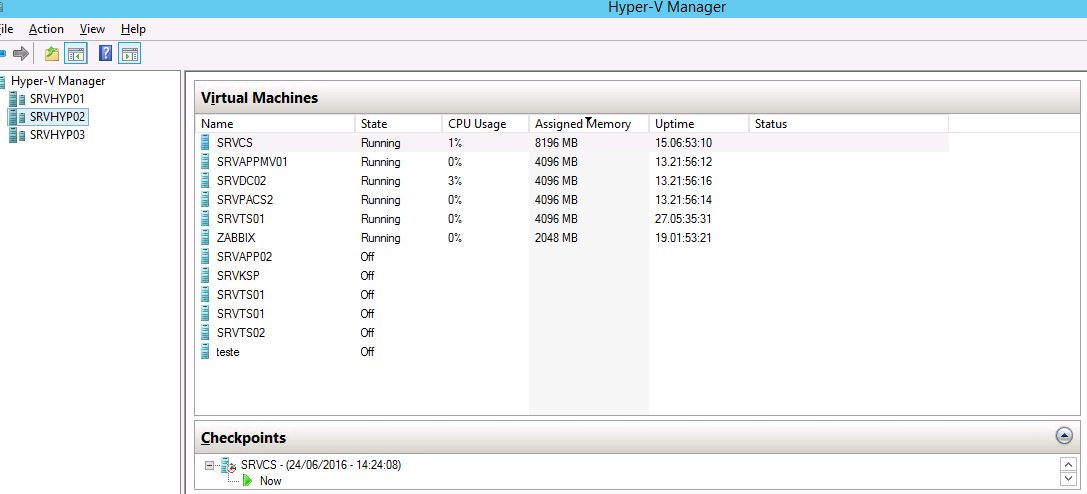 Hyper-V Manager
ile Action View Help
Hyper-V Manager
SRVHYP01
SRVHYP02
SRVHYP03
Virtual Machines
Name State CPU Usage Assigned Memory Uptime Status
SRVCS Running 1% 8196 MB 15.06:53:10
SRVAPPMV01 Running 0% 4096 MB 13.21:56:12
SRVDC02 Running 3% 4096 MB 13.21:56:16
SRVPACS2 Running 0% 4096 MB 13.21:56:14
SRVTS01 Running 0% 4096 MB 27.05:35:31
ZABBIX Running 0% 2048 MB 19.01:53:21
SRVAPP02 Off
SRVKSP Off
SRVTS01 Off
SRVTS01 Off
SRVTS02 Off
teste Off
Checkpoints
SRVCS - (24/06/2016 - 14:24:08)
Now